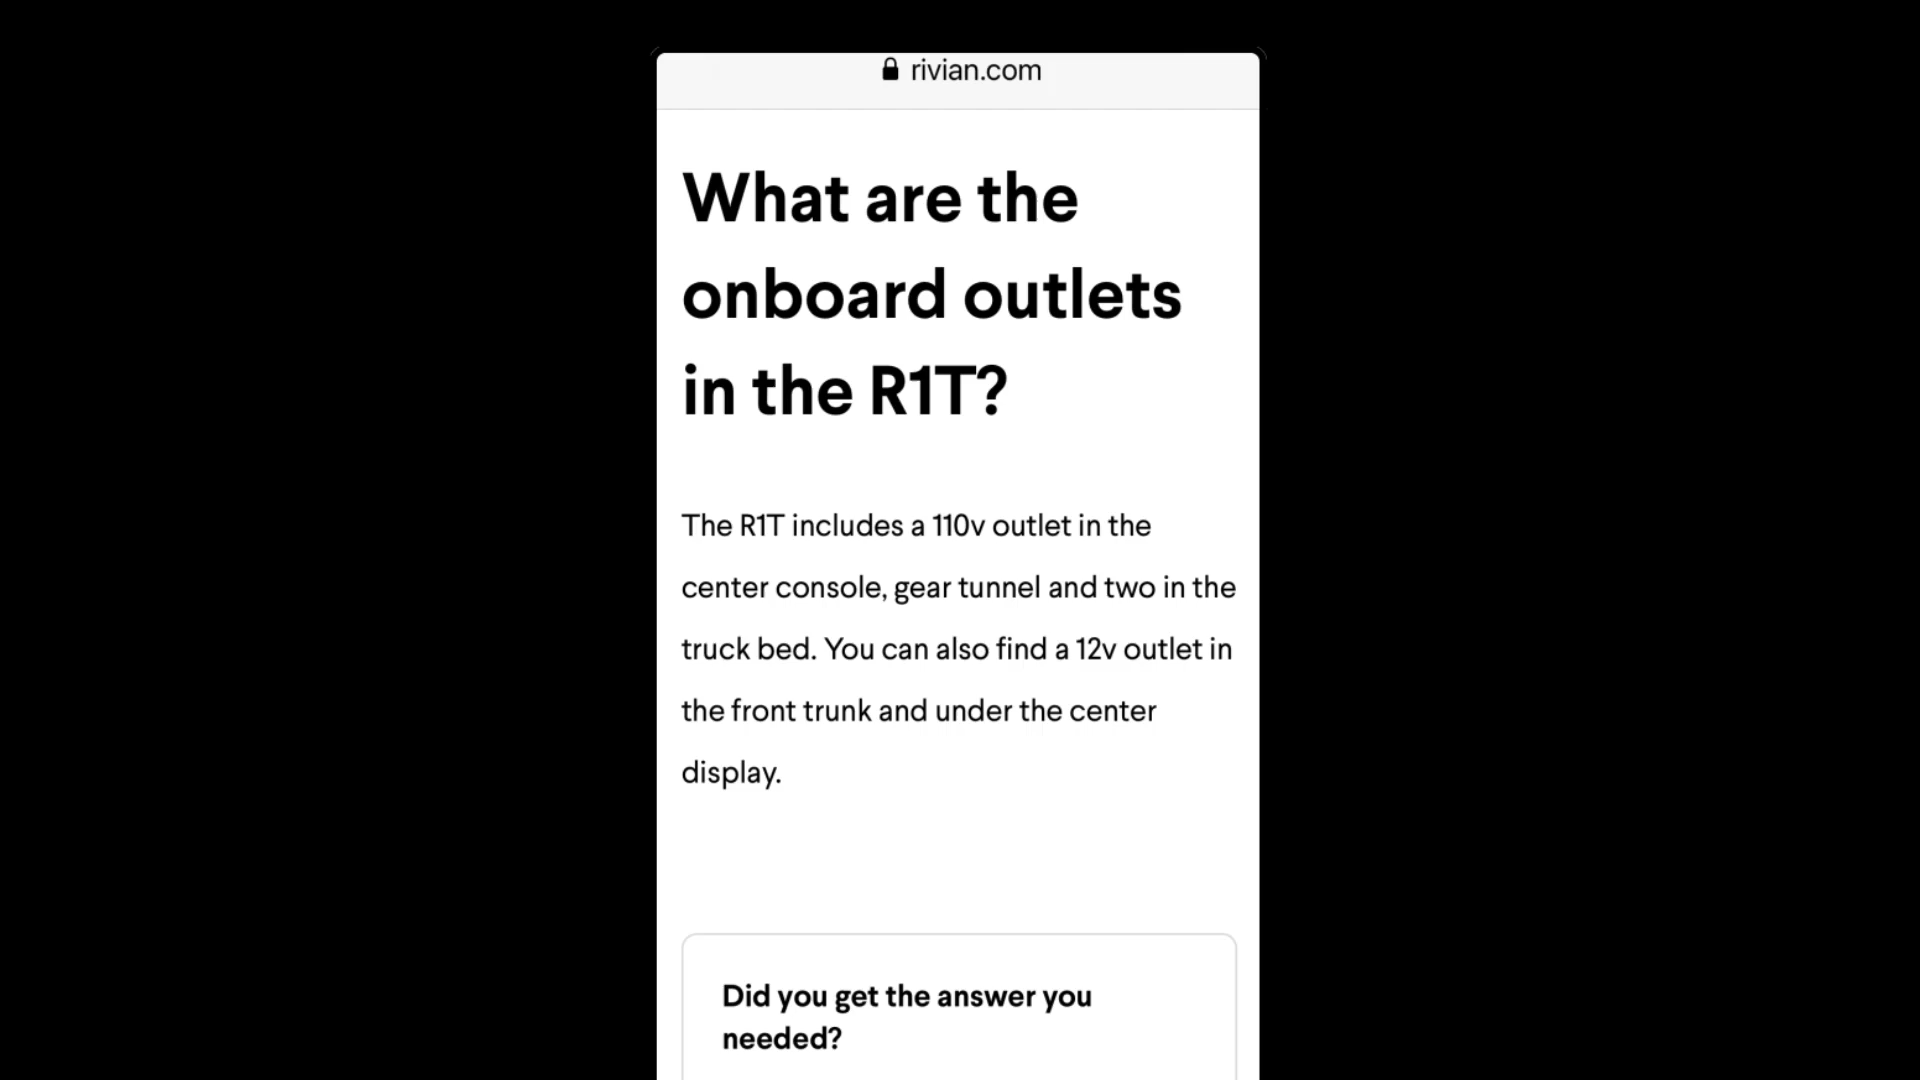 rivian.com
What are the
onboard outlets
in the R1T?
The R1T includes a 110v outlet in the
center console, gear tunnel and two in the
truck bed. You can also find a 12v outlet in
the front trunk and under the center
display.
Did you get the answer you
needed?